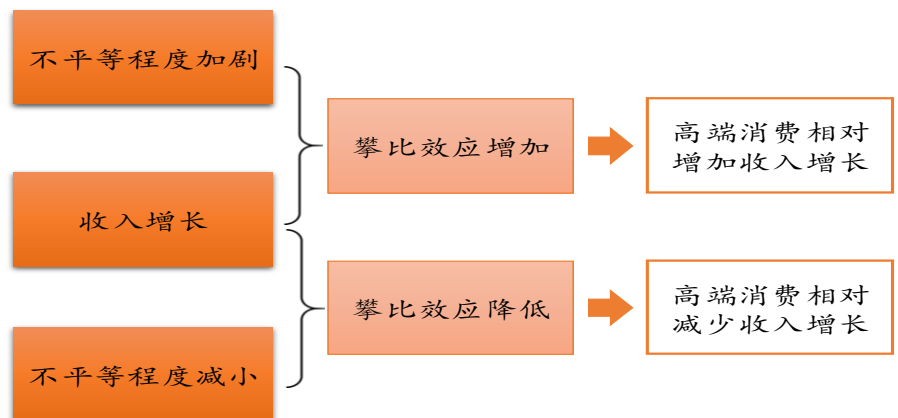 不平等程度加剧
收入增长
不平等程度减小
攀比效应增加
攀比效应降低
高端消费相对
增加收入增长
高端消费相对
减少收入增长